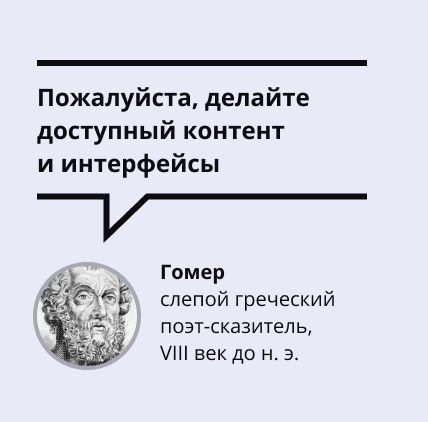 Пожалуйста, делайте
доступный контент
и интерфейсы
Гомер
слепой греческий
поэт-сказитель,
VIII век до н. э.